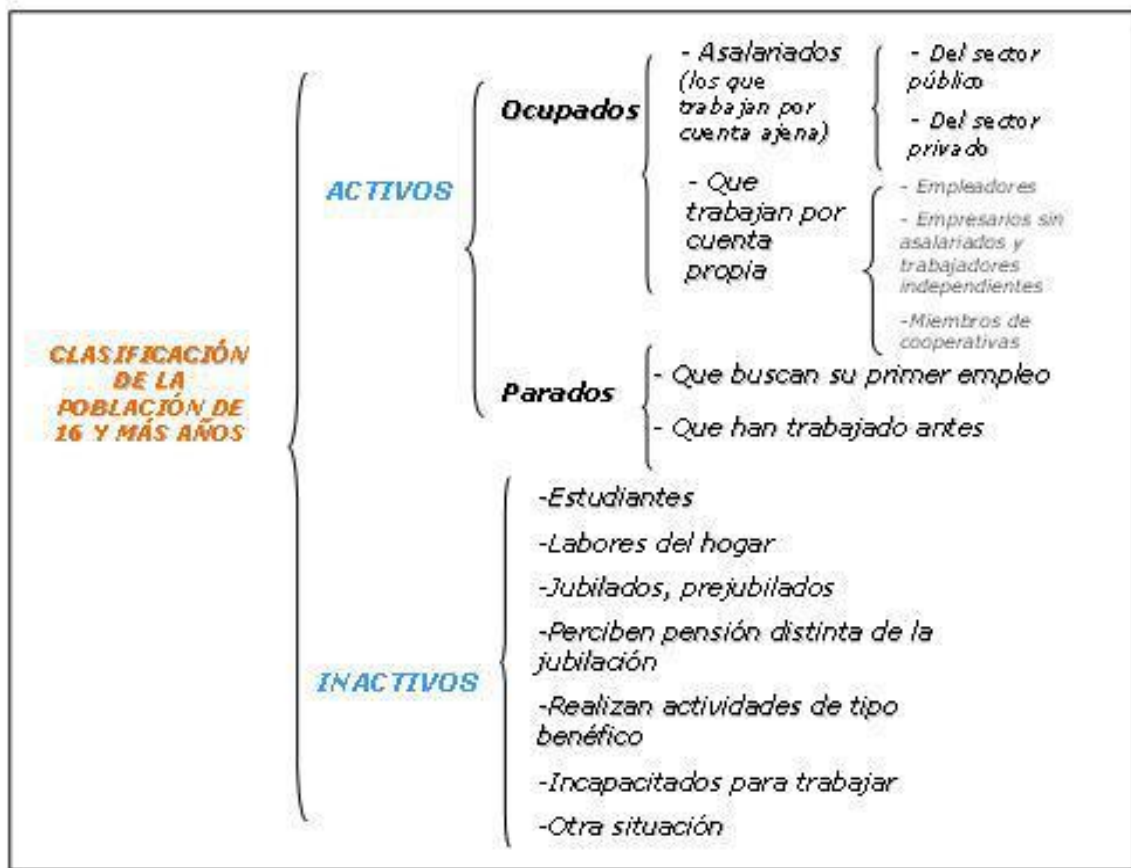 CLASIFICACIÓN
DE LA
POBLACIÓN DE
16 Y MÁS AÑOS
ACTIVOS
Ocupados
- Asalariados
(los que
trabajan por
cuenta ajena)
- Del sector
público
- Del sector
privado
- Que
trabajan por
cuenta
propia
- Empleadores
- Empresarios sin
asalariados y
trabajadores
independientes
-Miembros de
cooperativas
Parados
- Que buscan su primer empleo
- Que han trabajado antes
INACTIVOS
-Estudiantes
-Labores del hogar
-Jubilados, prejubilados
-Perciben pensión distinta de la
jubilación
-Realizan actividades de tipo
benéfico
-Incapacitados para trabajar
-Otra situación